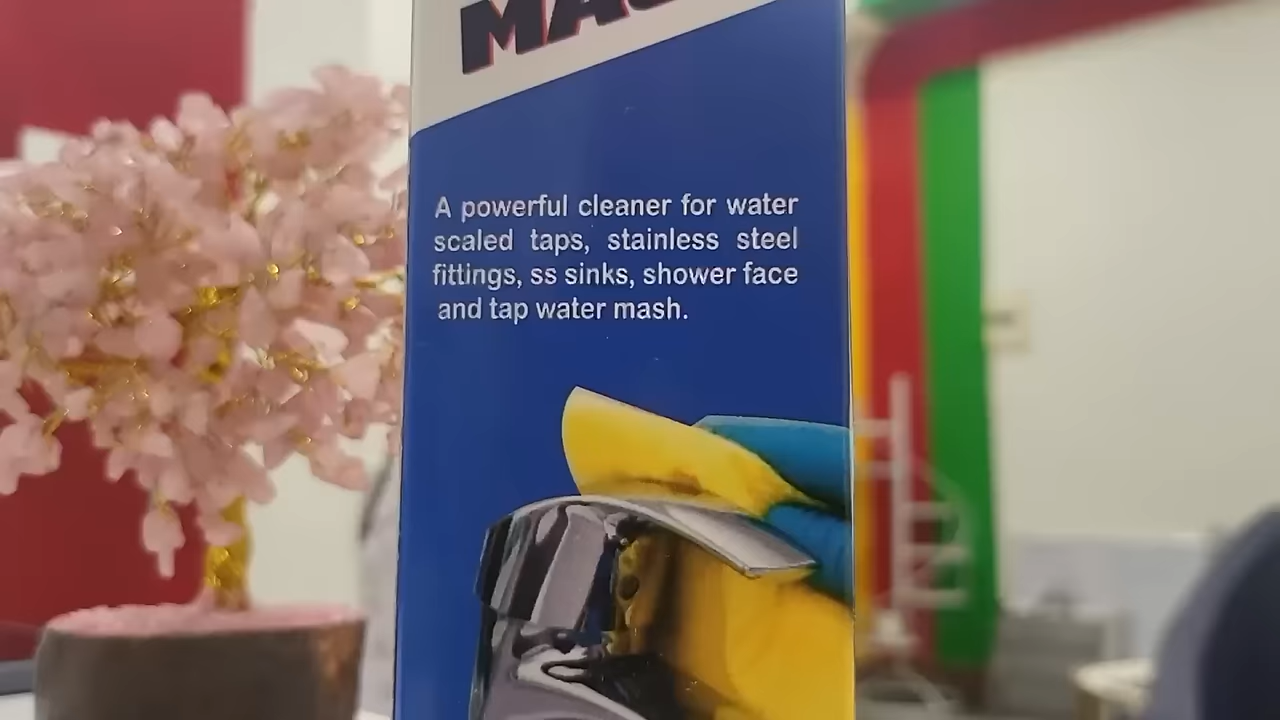 A powerful cleaner for water
scaled taps, stainless steel
fittings, ss sinks, shower face
and tap water mash.